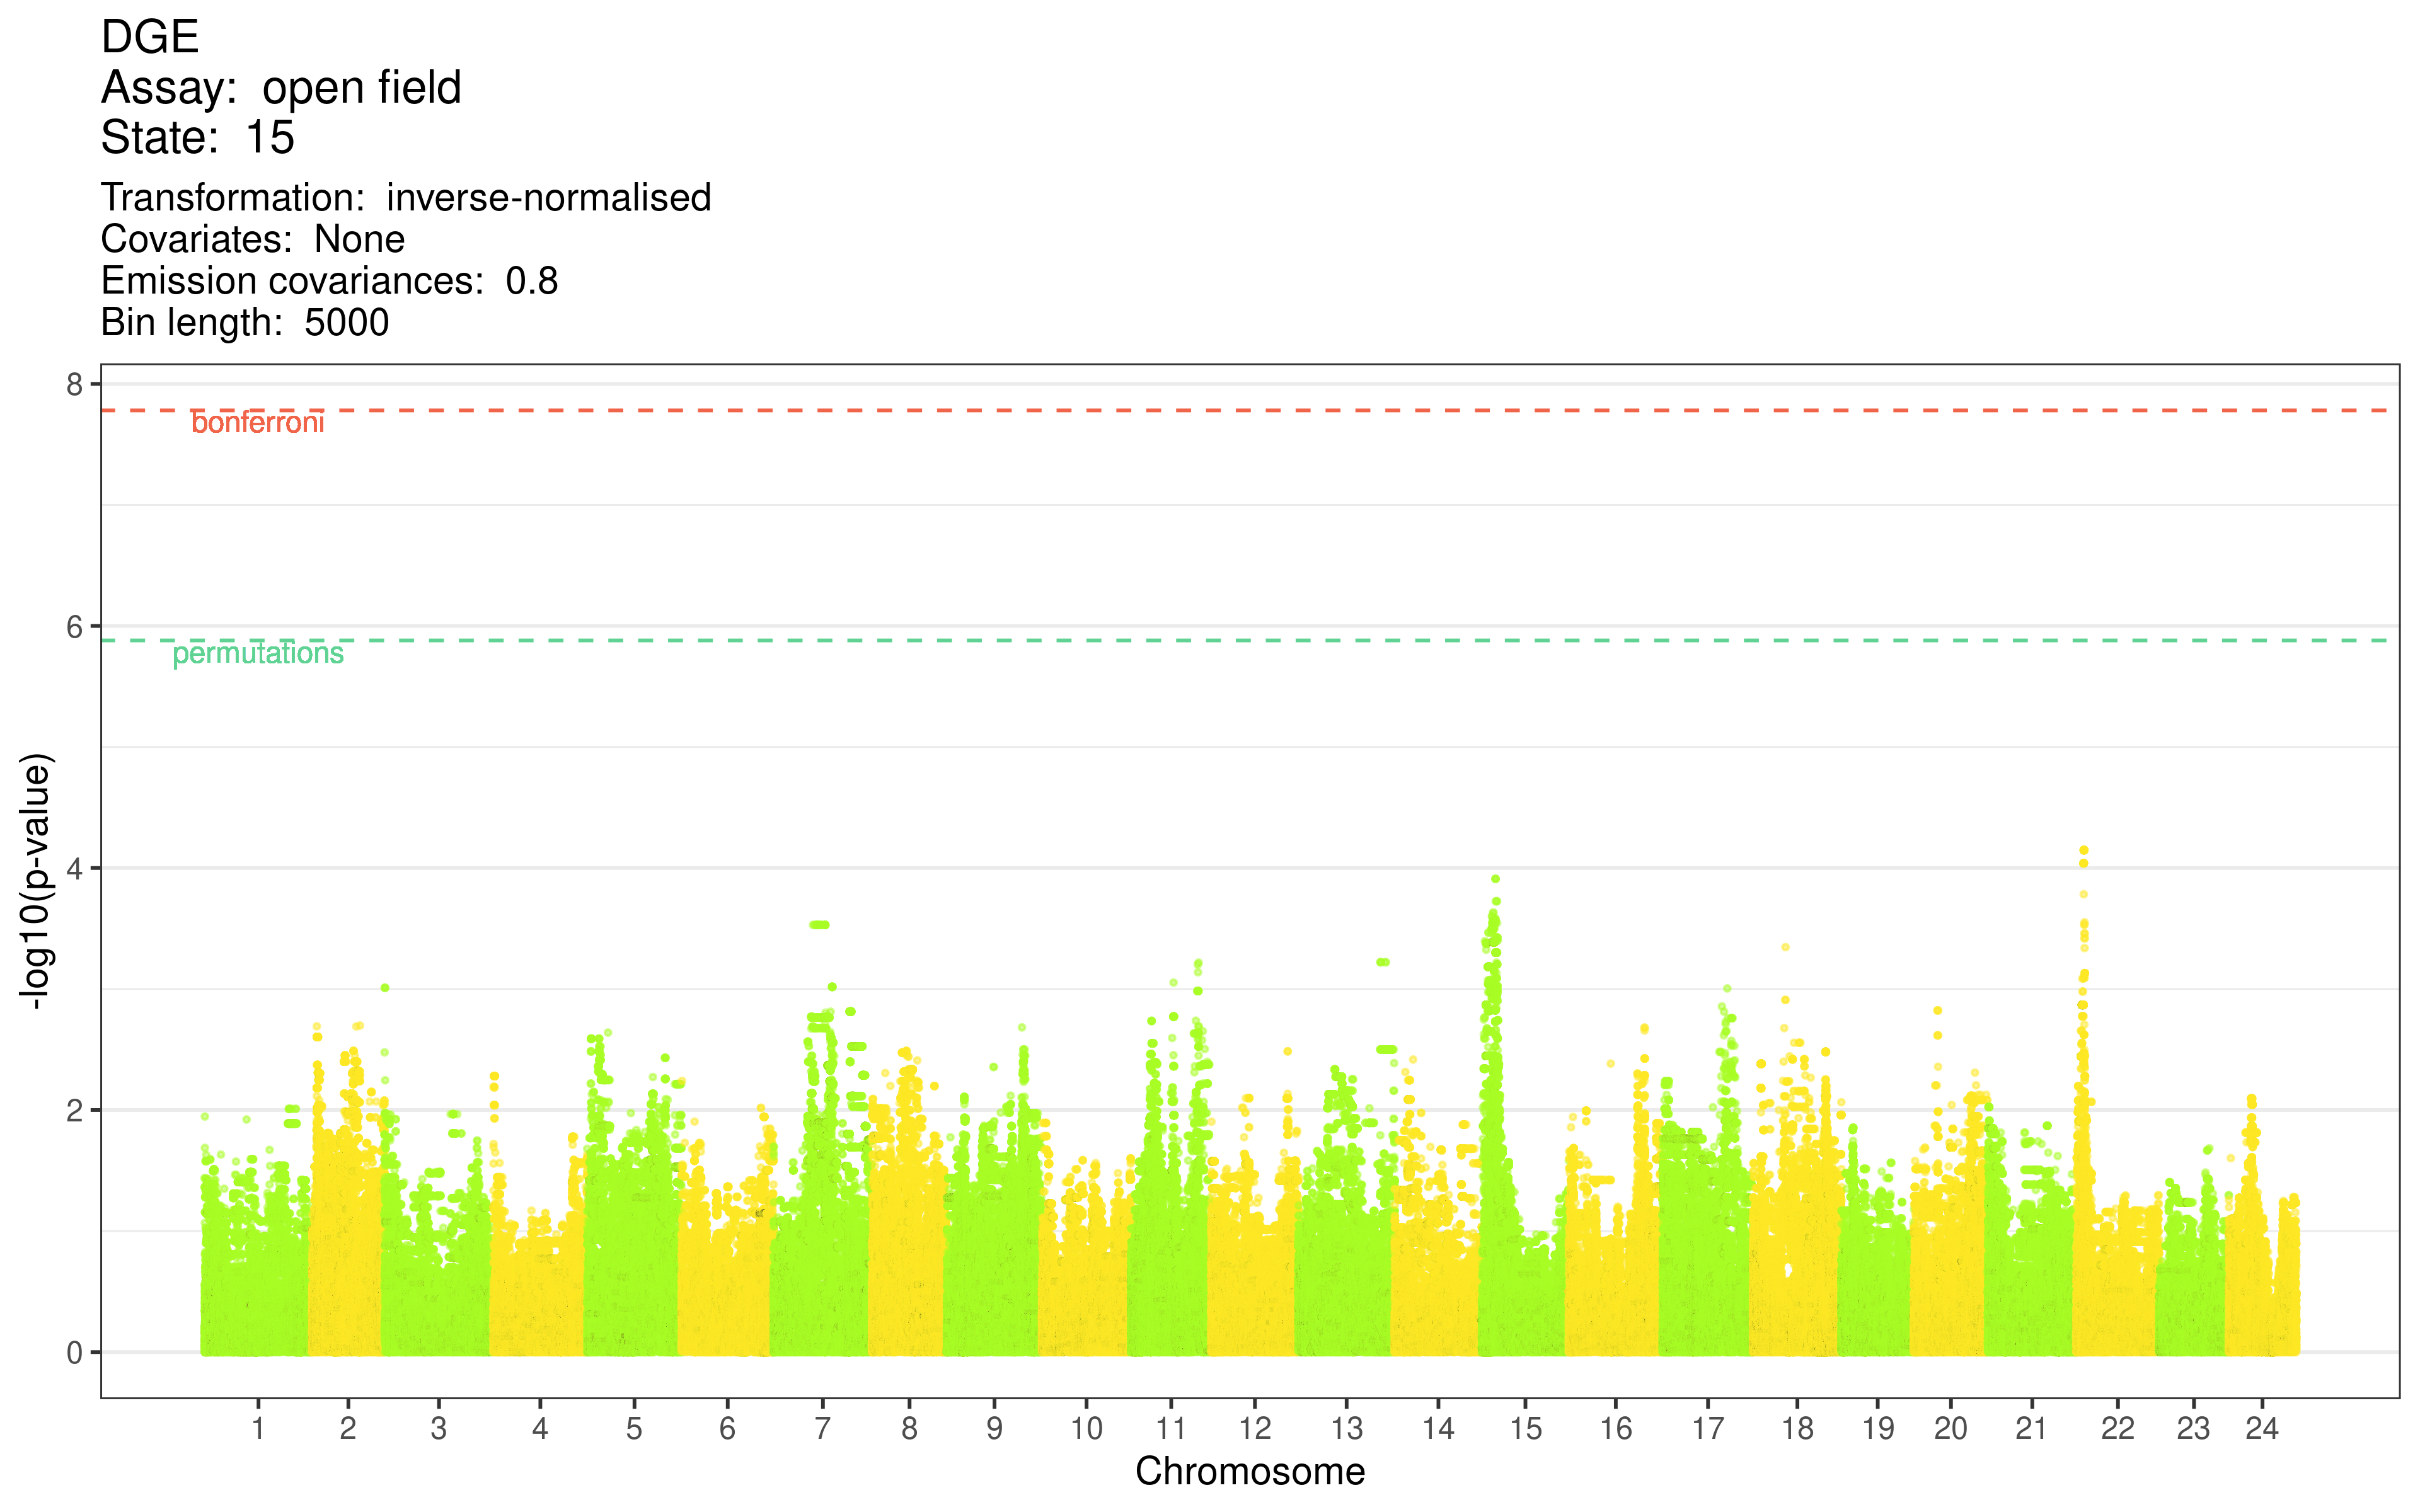 DGE
Assay:  open field
State:  15
Transformation:  inverse-normalised
Covariates:  None
Emission covariances:  0.8
Bin length:  5000
8
bonferroni
6
permutations
4
2
0
-log10(p-value)
1 2 3 4 5 6 7 8 9 10 11 12 13 14 15 16 17 18 19 20 21 22 23 24
Chromosome